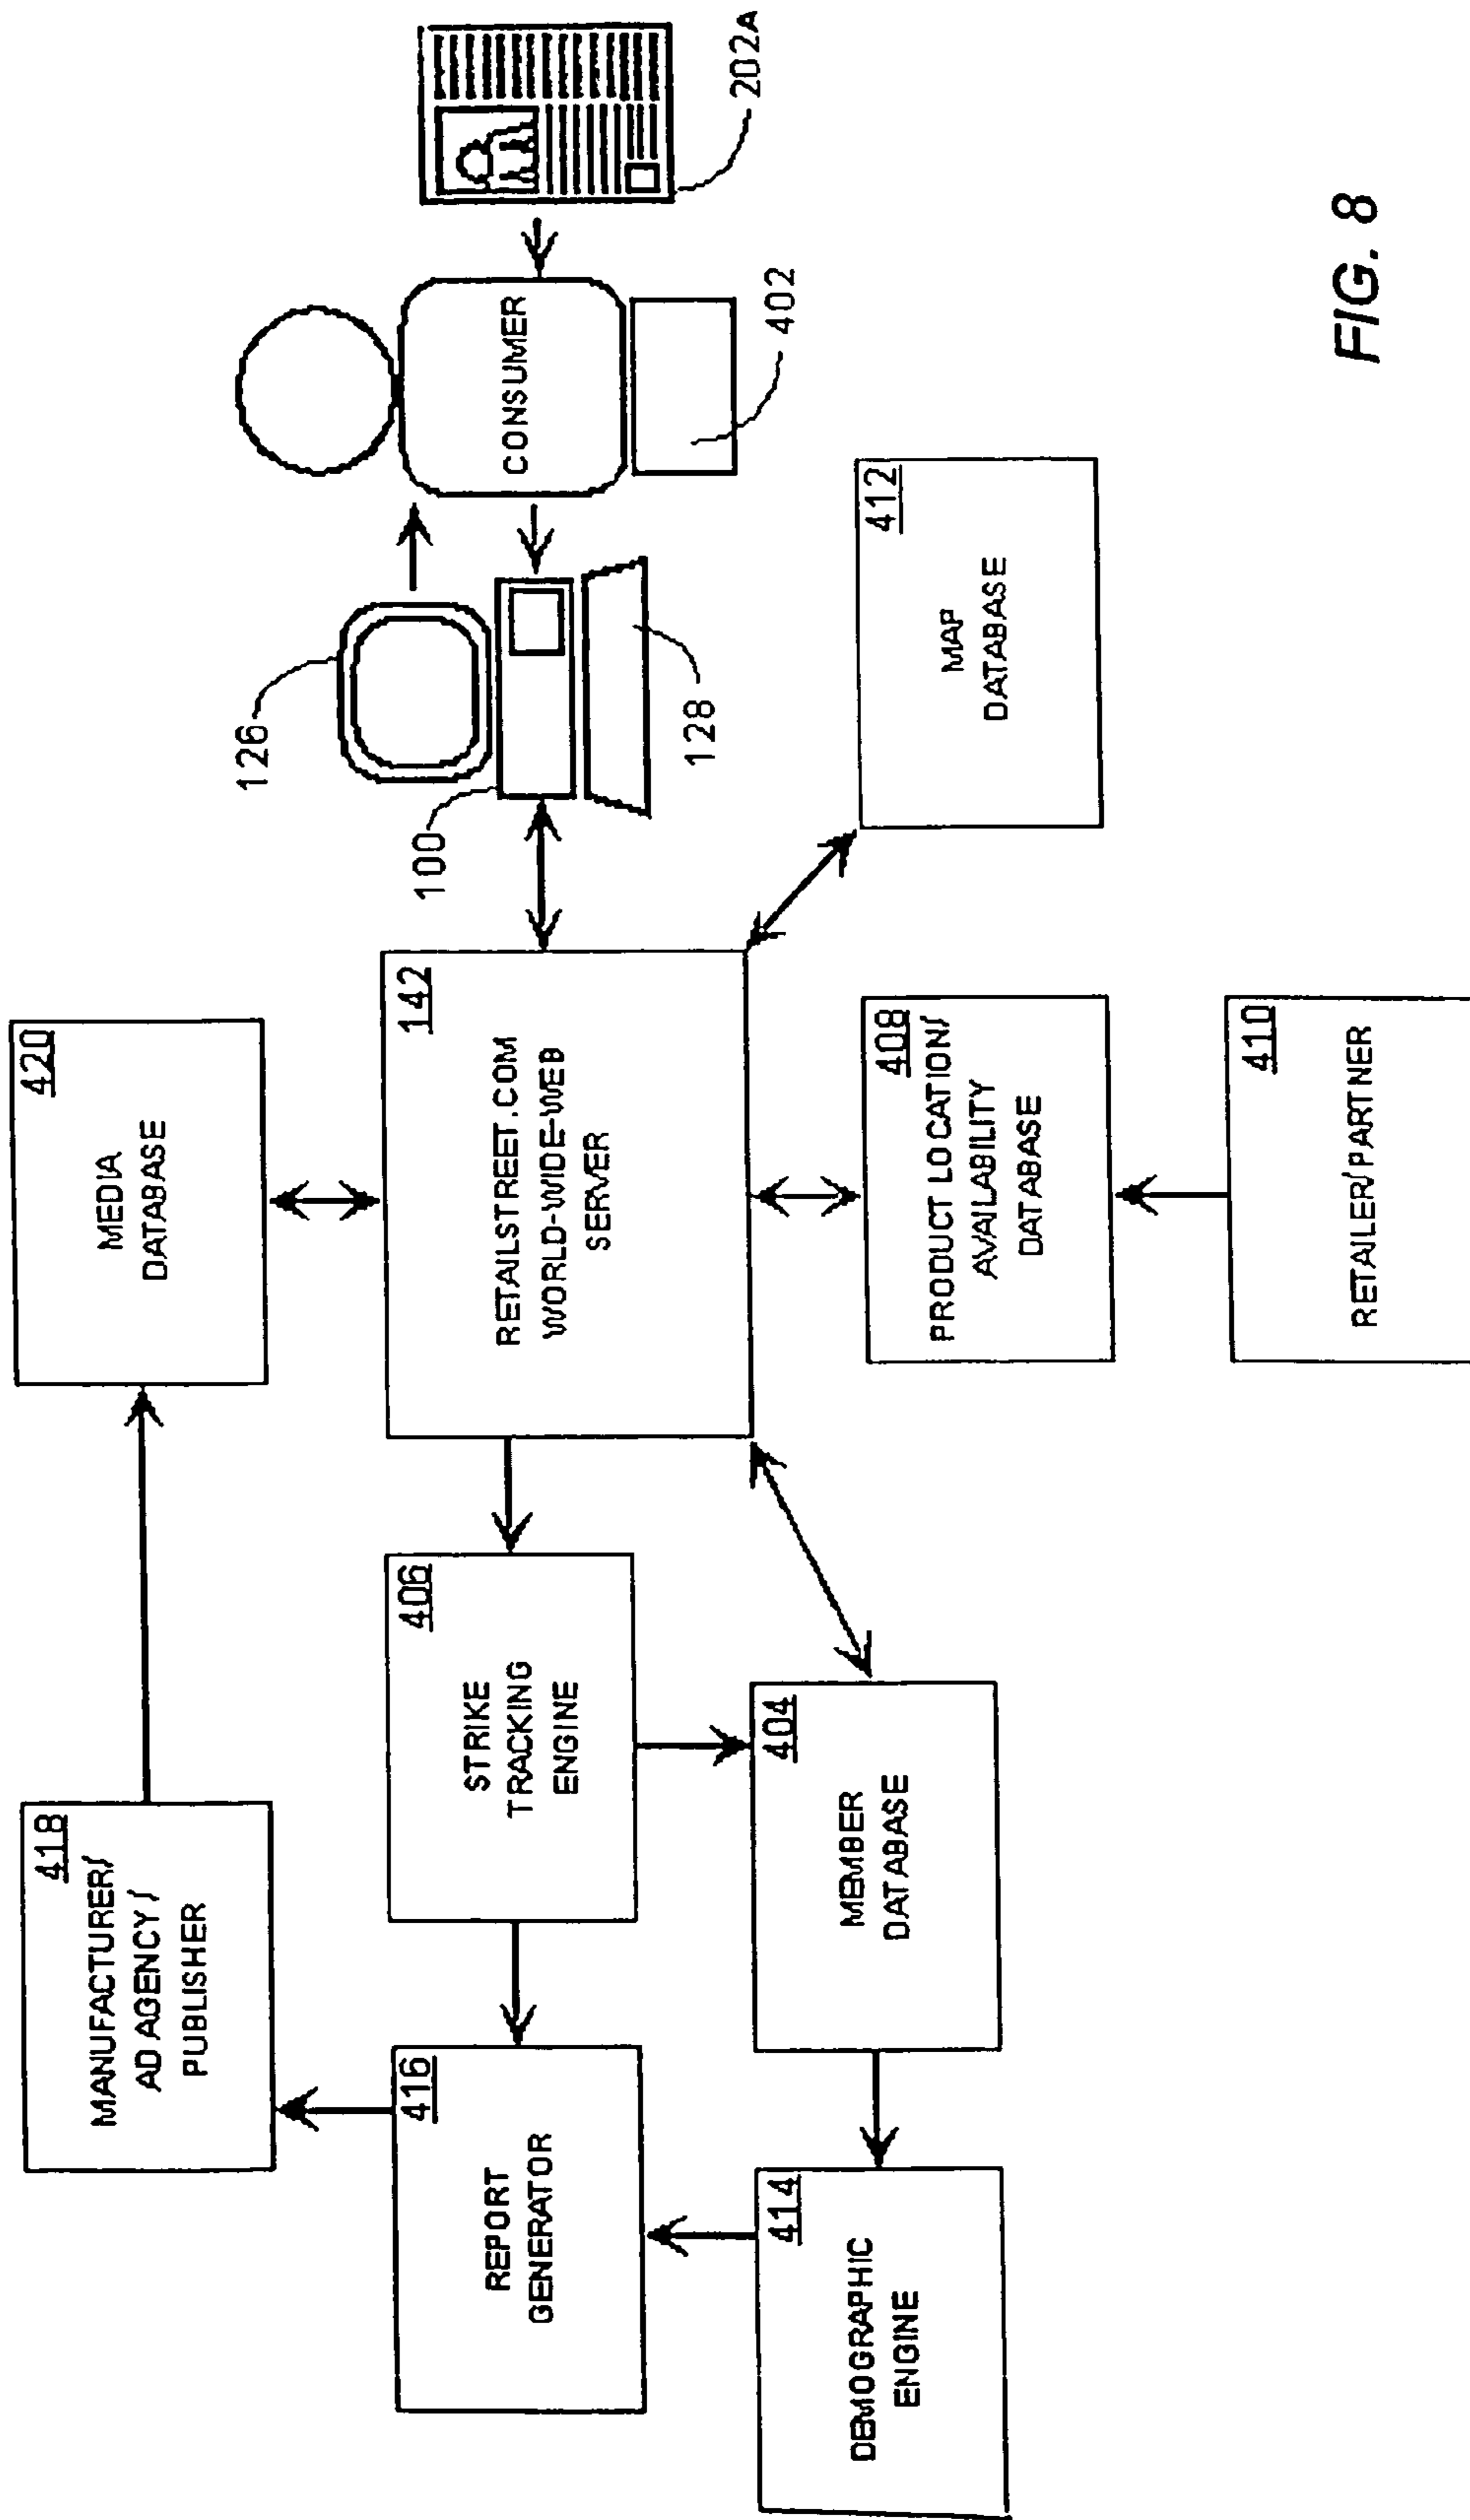 MANUFACTURER/
AD AGENCY/
PUBLISHER
418
MEDIA
DATABASE
420
REPORT
GENERATOR
416
STRIKE
TRACKING
ENGINE
406
RETAILSTREET.COM
WORLD-WIDE-WEB
SERVER
142
100
126
128
CONSUMER
402
202A
DEMOGRAPHIC
ENGINE
414
MEMBER
DATABASE
404
PRODUCT LOCATION/
AVAILABILITY
DATABASE
408
MAP
DATABASE
412
RETAILER/PARTNER
410
FIG. 8